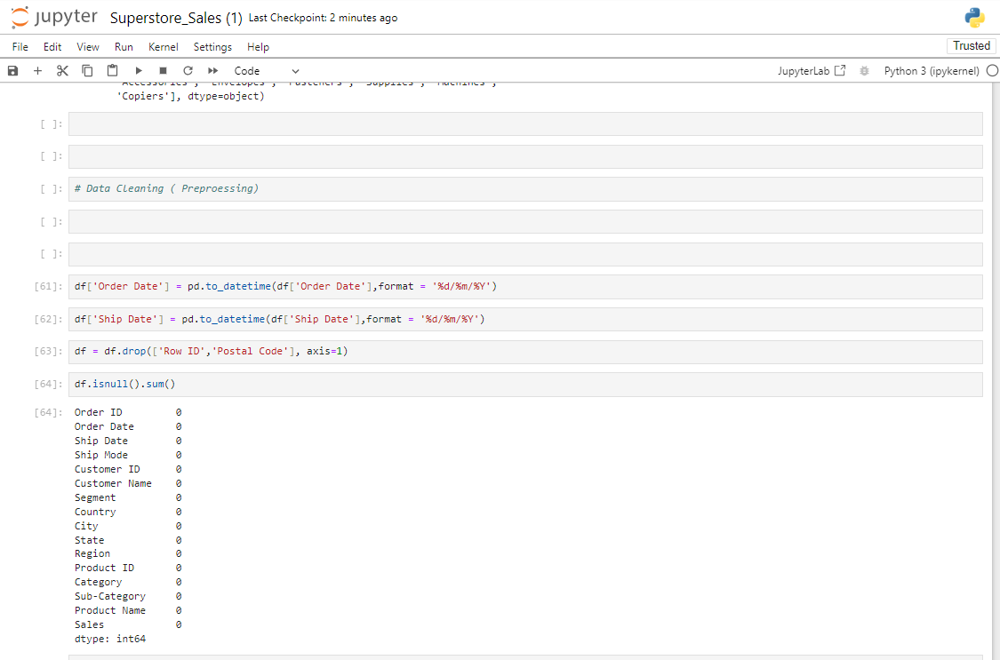 jupyter Superstore_Sales (1) Last Checkpoint: 2 minutes ago
File Edit View Run Kernel Settings Help Trusted
Code JupyterLab Python 3 (ipykernel)
'Accessories', 'Envelopes', 'Fasteners', 'Supplies', 'Machines',
'Copiers'], dtype=object)
[ ]:
[ ]:
[ ]: # Data Cleaning ( Preproessing)
[ ]:
[ ]:
[61]: df['Order Date'] = pd.to_datetime(df['Order Date'],format = '%d/%m/%Y')
[62]: df['Ship Date'] = pd.to_datetime(df['Ship Date'],format = '%d/%m/%Y')
[63]: df = df.drop(['Row ID','Postal Code'], axis=1)
[64]: df.isnull().sum()
[64]: Order ID 0
Order Date 0
Ship Date 0
Ship Mode 0
Customer ID 0
Customer Name 0
Segment 0
Country 0
City 0
State 0
Region 0
Product ID 0
Category 0
Sub-Category 0
Product Name 0
Sales 0
dtype: int64